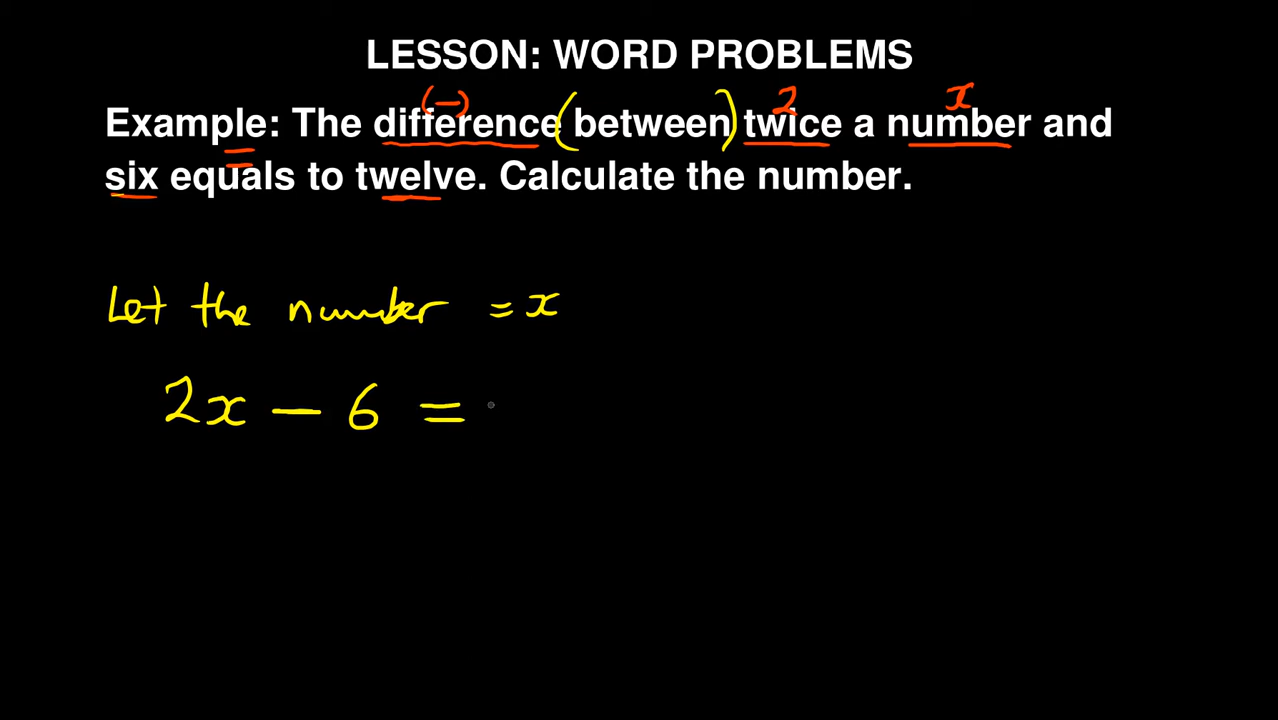 LESSON: WORD PROBLEMS
(-) 2 x
Example: The difference (between) twice a number and
=
six equals to twelve. Calculate the number.
Let the number = x
2x - 6 =